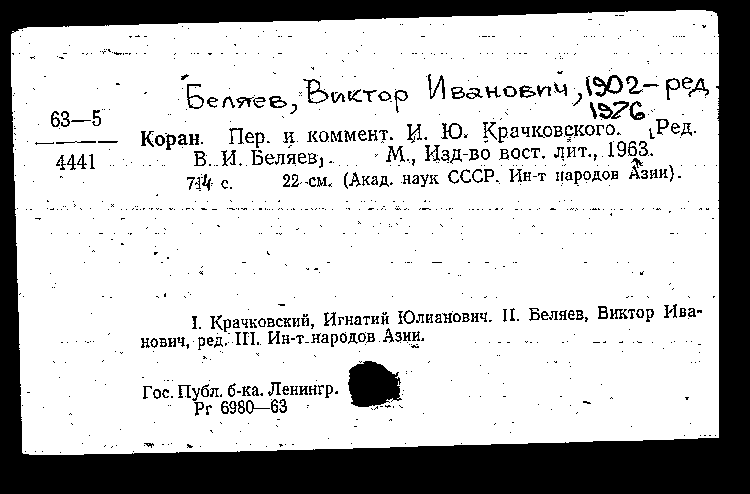 Беляев, Виктор Иванович, 1902– ред.
1976
63—5
4441
Коран. Пер. и коммент. И. Ю. Крачковского. [Ред.
В. И. Беляев]. М., Изд-во вост. лит., 1963.
714 с. 22 см. (Акад. наук СССР. Ин-т народов Азии).
I. Крачковский, Игнатий Юлианович. II. Беляев, Виктор Ива-
нович, ред. III. Ин-т народов Азии.
Гос. Публ. б-ка. Ленингр.
Рг 6980—63